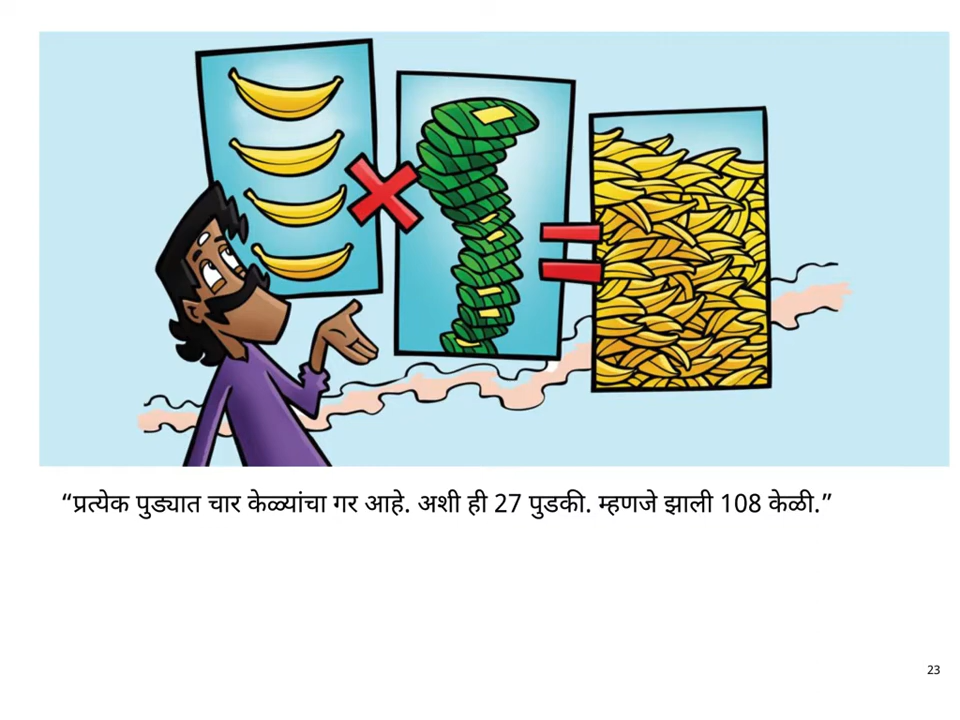 “प्रत्येक पुड्यात चार केळ्यांचा गर आहे. अशी ही 27 पुडकी. म्हणजे झाली 108 केळी.”
23